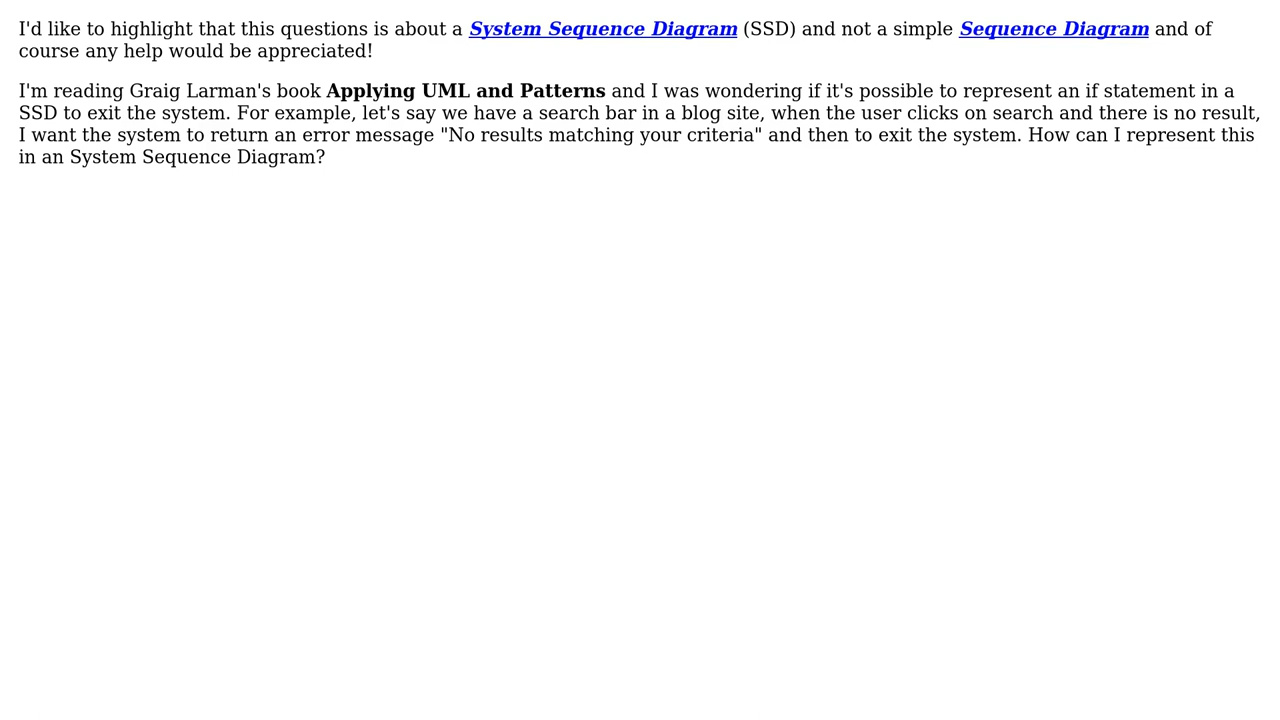 I'd like to highlight that this questions is about a System Sequence Diagram (SSD) and not a simple Sequence Diagram and of
course any help would be appreciated!
I'm reading Graig Larman's book Applying UML and Patterns and I was wondering if it's possible to represent an if statement in a
SSD to exit the system. For example, let's say we have a search bar in a blog site, when the user clicks on search and there is no result,
I want the system to return an error message "No results matching your criteria" and then to exit the system. How can I represent this
in an System Sequence Diagram?